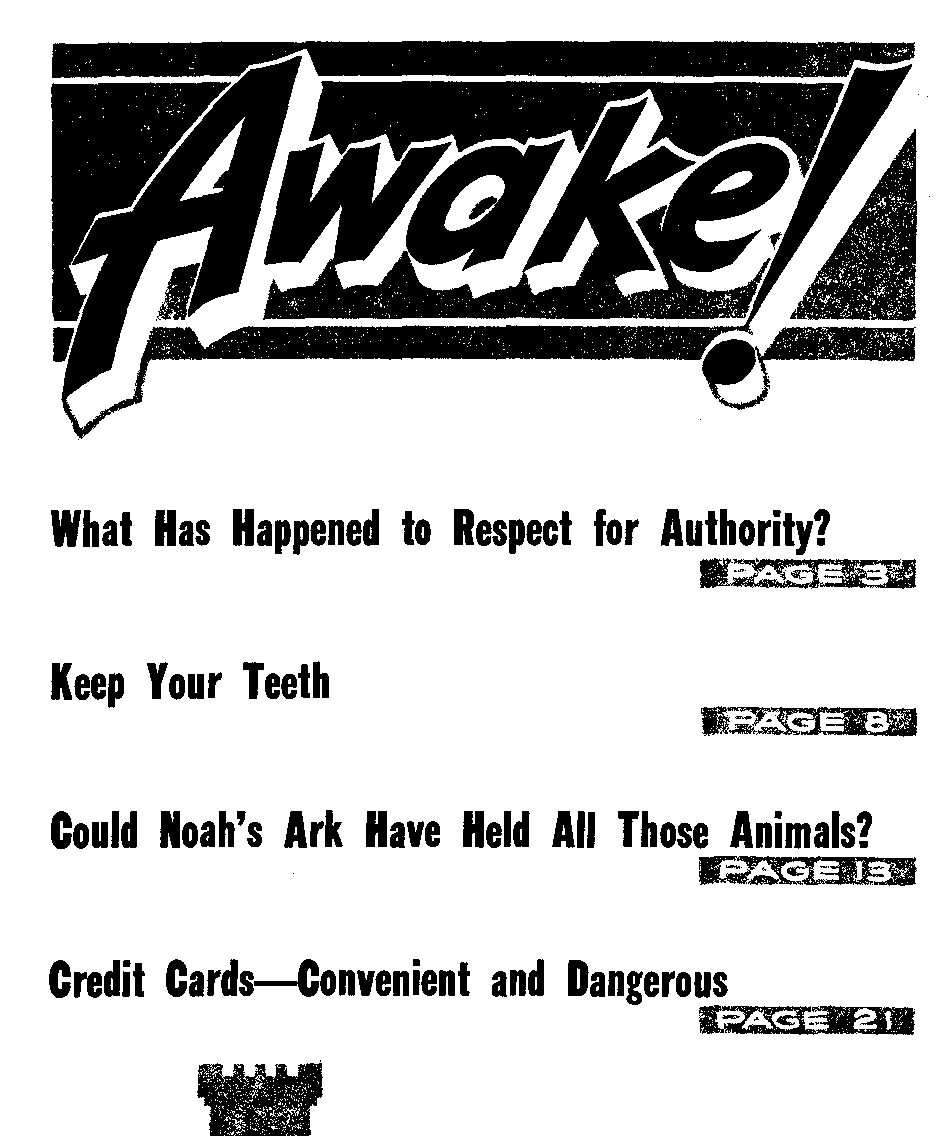 Awake!
What Has Happened to Respect for Authority?
PAGE 3
Keep Your Teeth
PAGE 8
Could Noah's Ark Have Held All Those Animals?
PAGE 13
Credit Cards—Convenient and Dangerous
PAGE 21